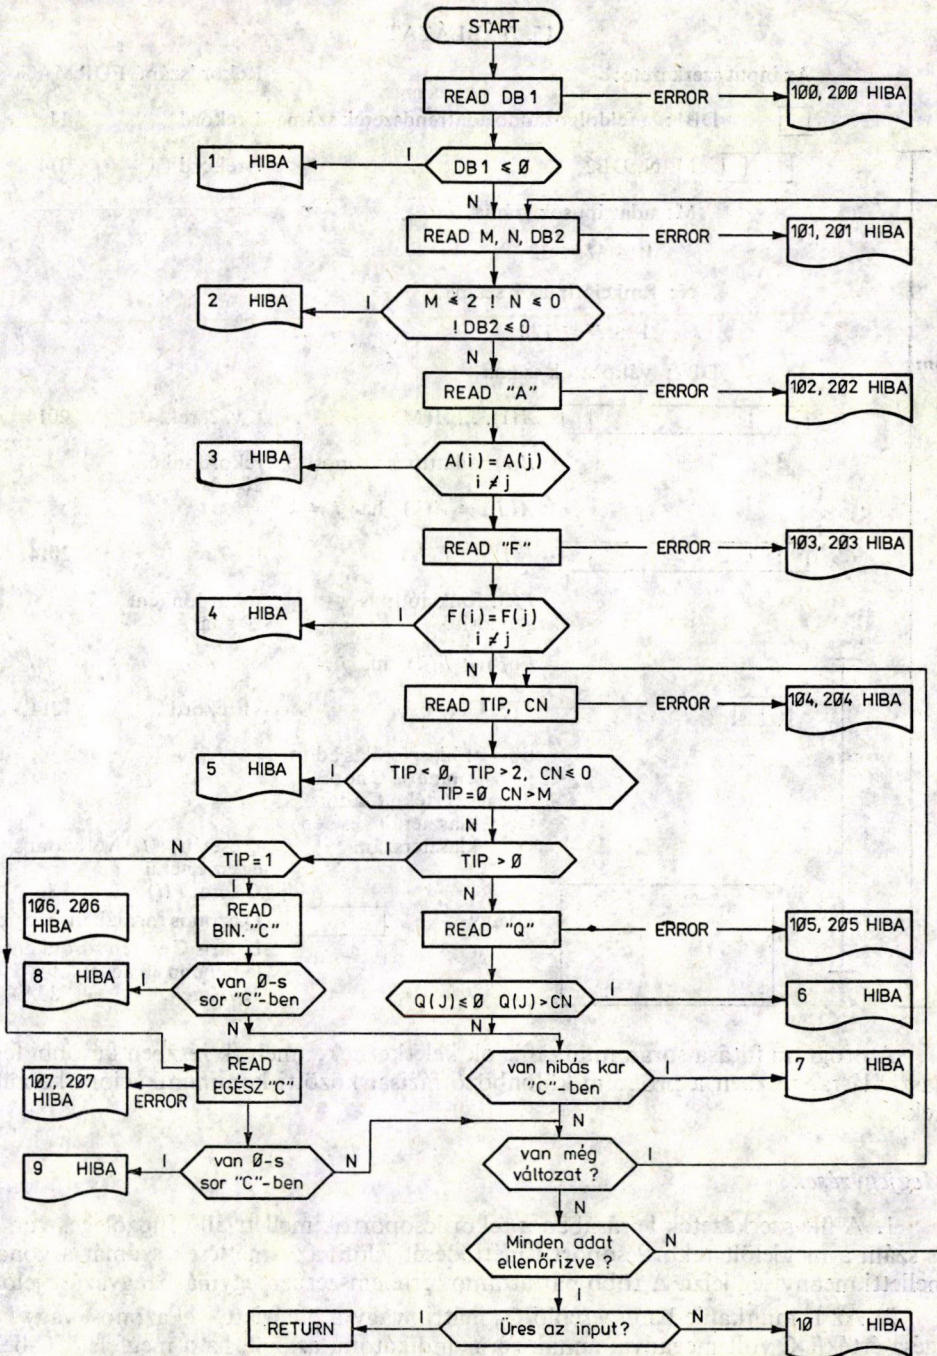 START
READ DB1
ERROR
100, 200 HIBA
1 HIBA
I
DB1 ≤ Ø
N
READ M, N, DB2
ERROR
101, 201 HIBA
2 HIBA
I
M ≤ 2 ! N ≤ 0
! DB2 ≤ 0
N
READ "A"
ERROR
102, 202 HIBA
3 HIBA
A(i) = A(j)
i ≠ j
READ "F"
ERROR
103, 203 HIBA
4 HIBA
I
F(i) = F(j)
i ≠ j
N
READ TIP, CN
ERROR
104, 204 HIBA
5 HIBA
I
TIP < Ø, TIP > 2, CN ≤ 0
TIP = Ø CN > M
N
N
TIP = 1
I
TIP > Ø
I
N
106, 206
HIBA
READ
BIN. "C"
READ "Q"
ERROR
105, 205 HIBA
8 HIBA
I
van Ø-s
sor "C"-ben
Q(J) ≤ Ø Q(J) > CN
I
6 HIBA
N
N
107, 207
HIBA
ERROR
READ
EGÉSZ "C"
van hibás kar
"C"-ben
I
7 HIBA
N
9 HIBA
I
van Ø-s
sor "C"-ben
N
van még
változat ?
I
N
Minden adat
ellenőrizve ?
N
I
RETURN
I
Üres az input?
N
10 HIBA